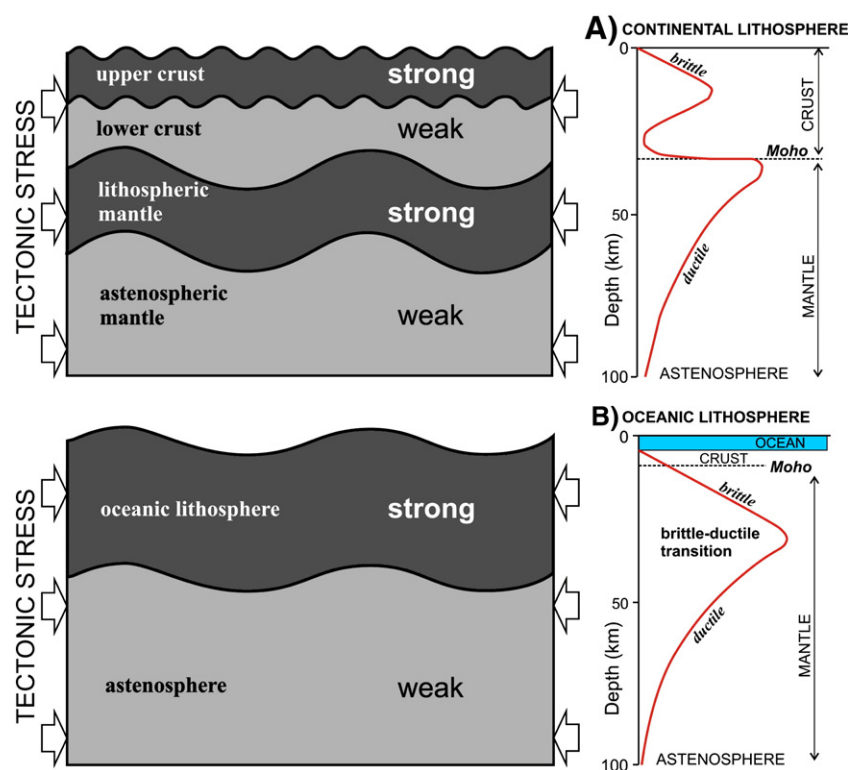 A) CONTINENTAL LITHOSPHERE
TECTONIC STRESS
upper crust
strong
lower crust
weak
lithospheric
mantle
strong
astenospheric
mantle
weak
0
brittle
CRUST
Moho
50
Depth (km)
ductile
MANTLE
100
ASTENOSPHERE
B) OCEANIC LITHOSPHERE
TECTONIC STRESS
oceanic lithosphere
strong
astenosphere
weak
0
OCEAN
CRUST
Moho
brittle
brittle-ductile
transition
50
Depth (km)
ductile
MANTLE
100
ASTENOSPHERE